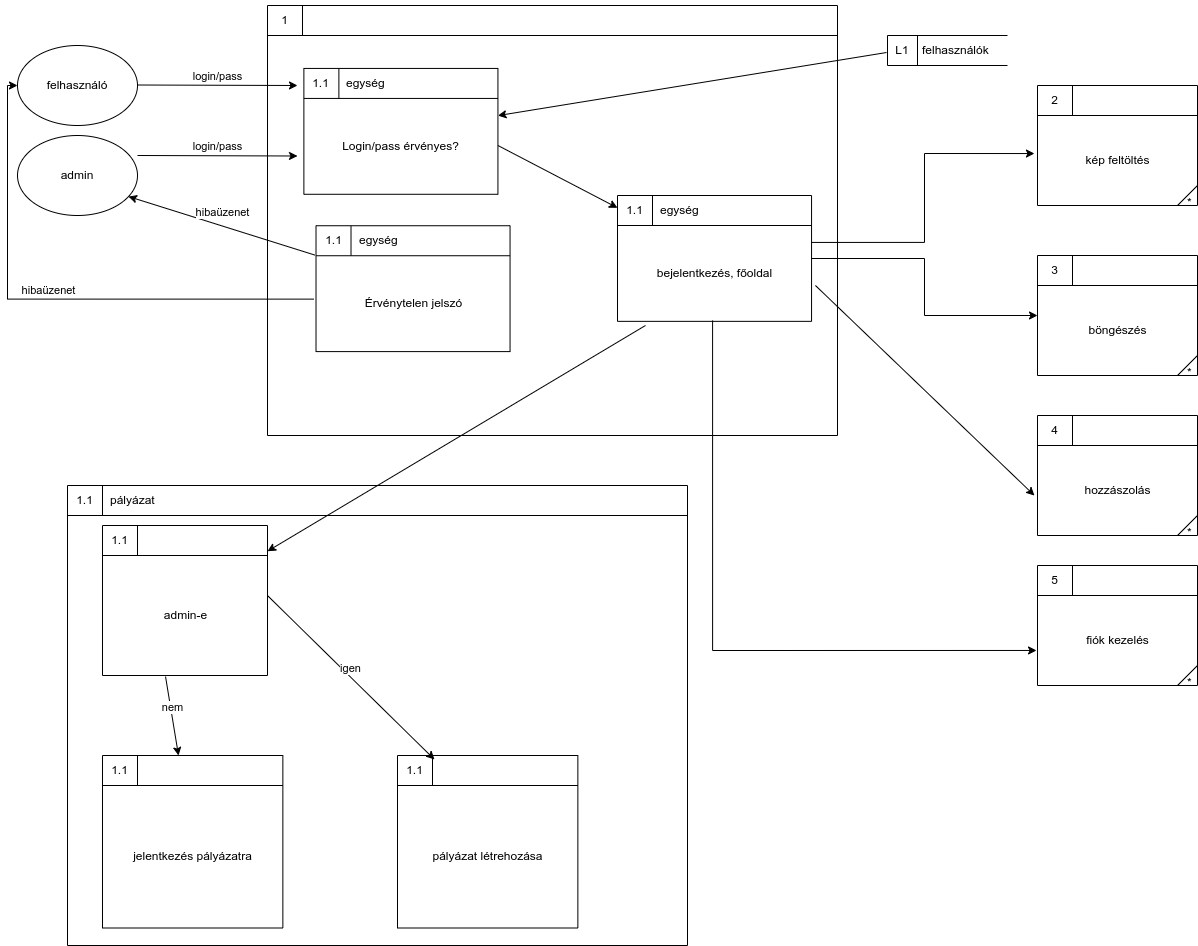 1
L1 felhasználók
felhasználó
login/pass
1.1 egység
Login/pass érvényes?
admin
login/pass
hibaüzenet
hibaüzenet
1.1 egység
Érvénytelen jelszó
1.1 egység
bejelentkezés, főoldal
2
kép feltöltés
*
3
böngészés
*
4
hozzászolás
*
5
fiók kezelés
*
1.1 pályázat
1.1
admin-e
igen
nem
1.1
jelentkezés pályázatra
1.1
pályázat létrehozása